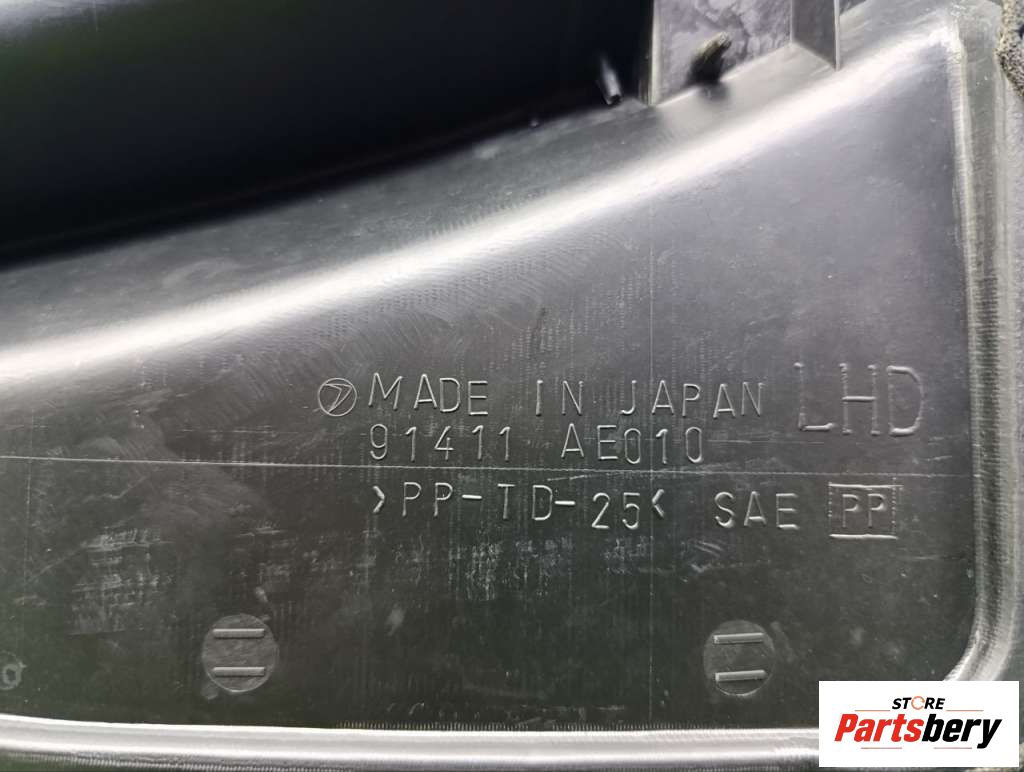 MADE IN JAPAN LHD
91411 AE010
>PP-TD-25< SAE PP
STORE
Partsbery